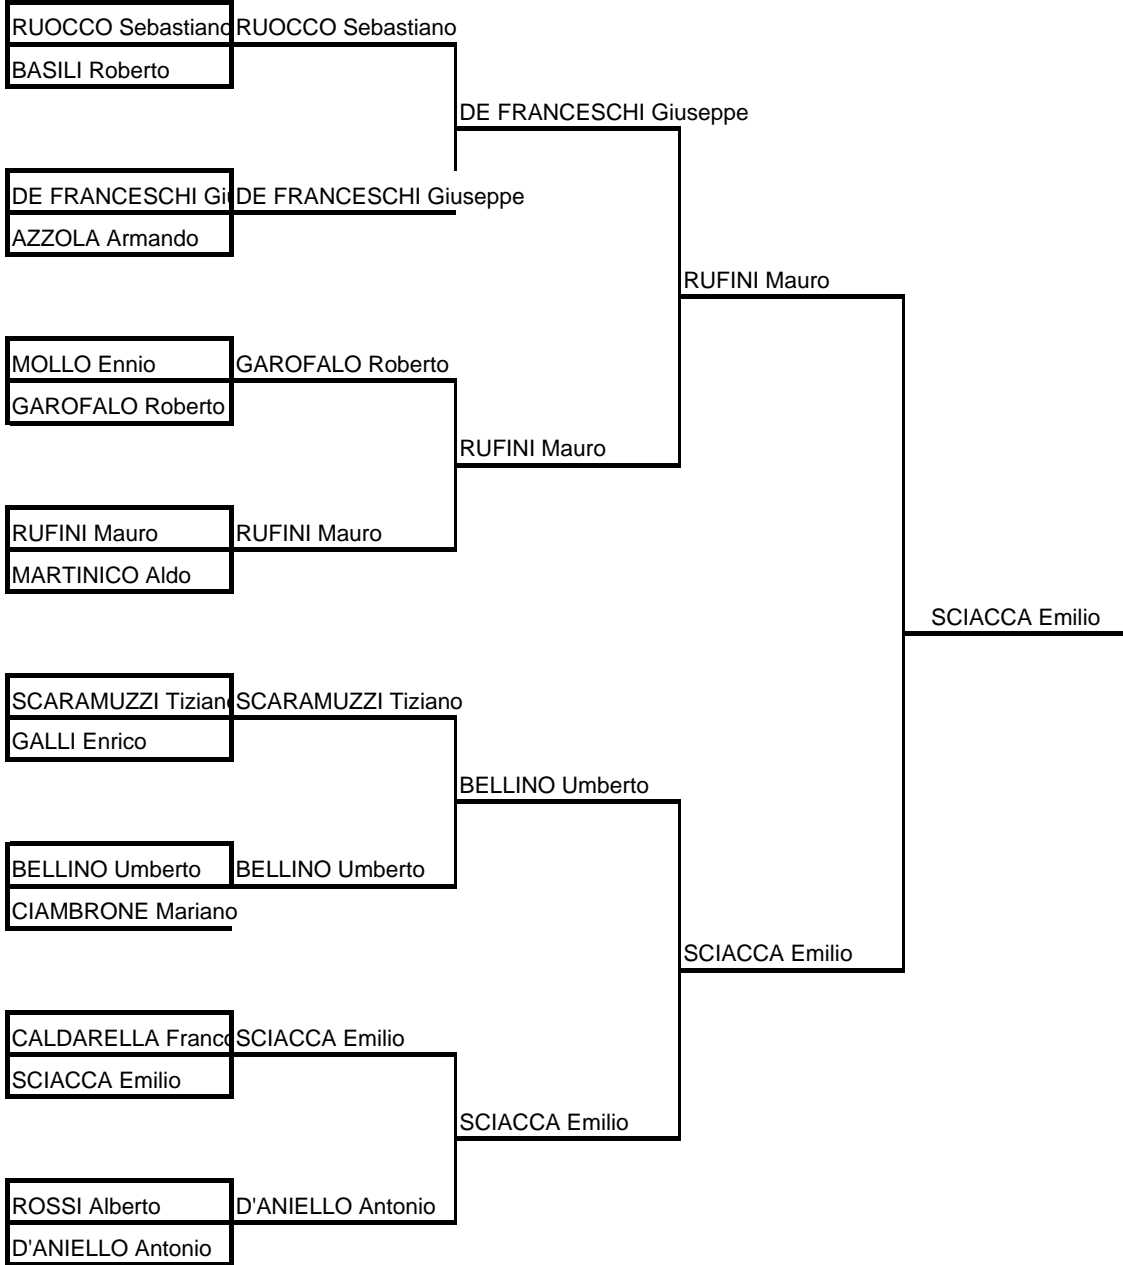 RUOCCO Sebastiano RUOCCO Sebastiano
BASILI Roberto
DE FRANCESCHI Giuseppe
DE FRANCESCHI Gi DE FRANCESCHI Giuseppe
AZZOLA Armando
RUFINI Mauro
MOLLO Ennio GAROFALO Roberto
GAROFALO Roberto
RUFINI Mauro
RUFINI Mauro RUFINI Mauro
MARTINICO Aldo
SCIACCA Emilio
SCARAMUZZI Tiziano SCARAMUZZI Tiziano
GALLI Enrico
BELLINO Umberto
BELLINO Umberto BELLINO Umberto
CIAMBRONE Mariano
SCIACCA Emilio
CALDARELLA Franco SCIACCA Emilio
SCIACCA Emilio
SCIACCA Emilio
ROSSI Alberto D'ANIELLO Antonio
D'ANIELLO Antonio